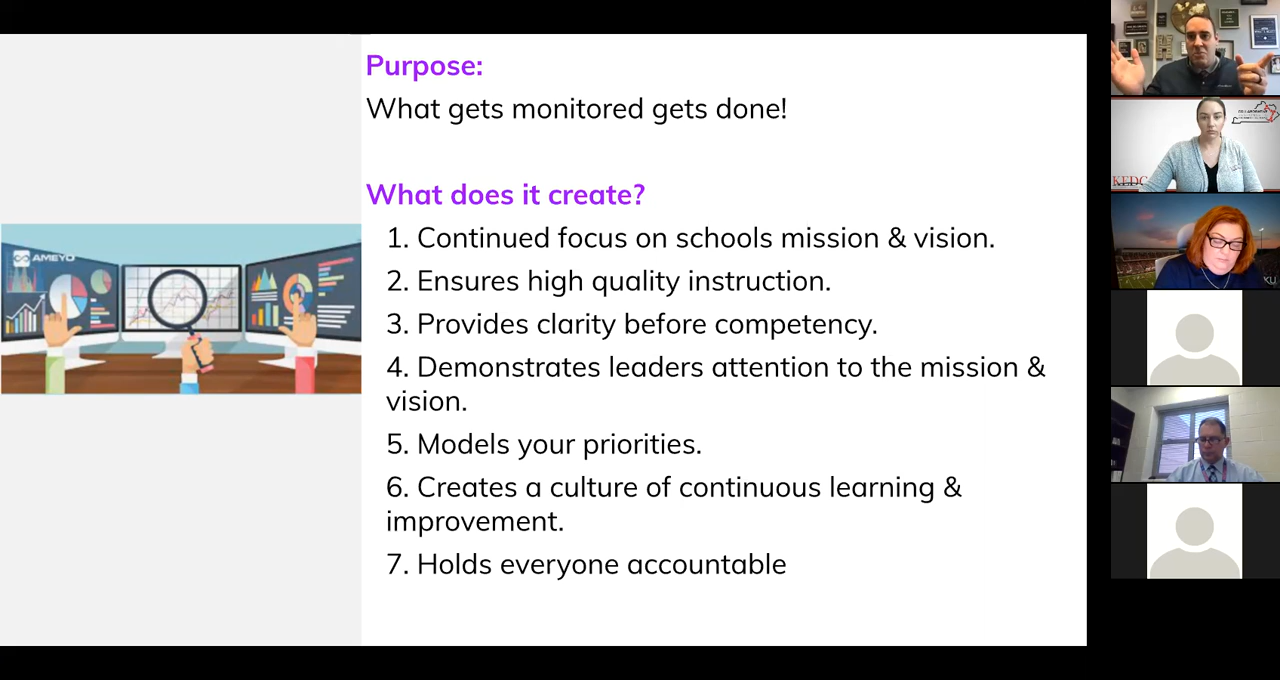 Purpose:
What gets monitored gets done!
What does it create?
1. Continued focus on schools mission & vision.
2. Ensures high quality instruction.
3. Provides clarity before competency.
4. Demonstrates leaders attention to the mission &
vision.
5. Models your priorities.
6. Creates a culture of continuous learning &
improvement.
7. Holds everyone accountable
AMEYO
KEDC